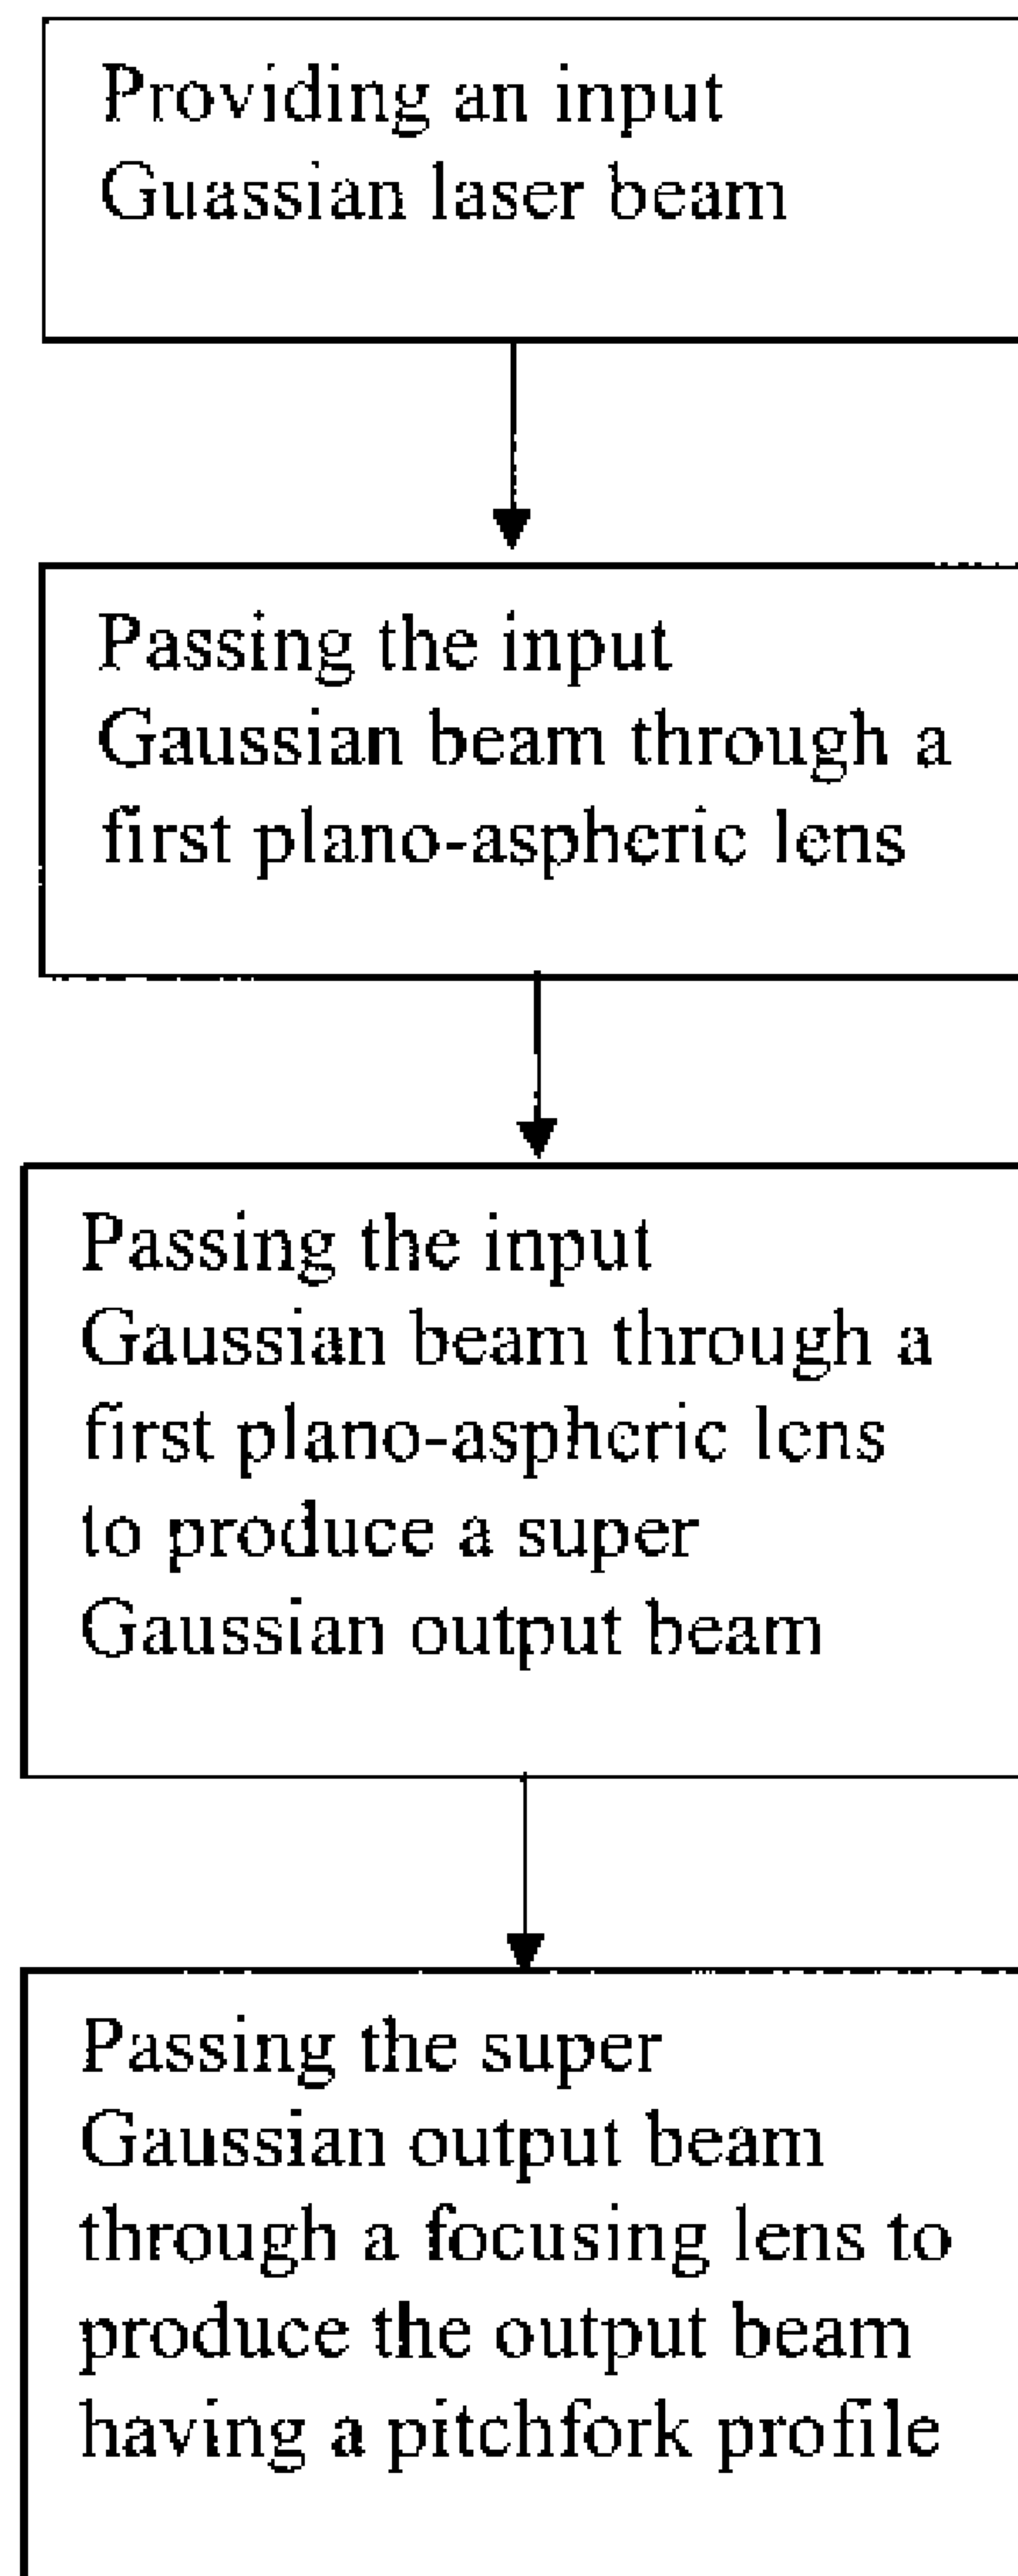 Providing an input
Guassian laser beam
Passing the input
Gaussian beam through a
first plano-aspheric lens
Passing the input
Gaussian beam through a
first plano-aspheric lens
to produce a super
Gaussian output beam
Passing the super
Gaussian output beam
through a focusing lens to
produce the output beam
having a pitchfork profile